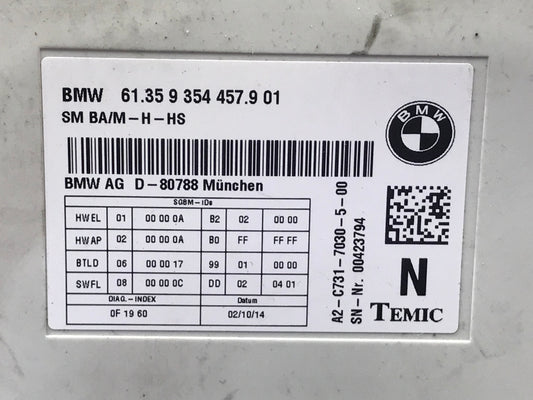 BMW 61.35 9 354 457.9 01
SM BA/M-H-HS
BMW
BMW AG D-80788 München
SGBM-IDs
HWEL 01 00 00 0A B2 02 00 00
HWAP 02 00 00 0A B0 FF FF FF
BTLD 06 00 00 17 99 01 00 00
SWFL 08 00 00 0C DD 02 04 01
DIAG.-INDEX Datum
0F 19 60 02/10/14
A2-C731-7030-5-00
SN-Nr. 00423794
N
TEMIC